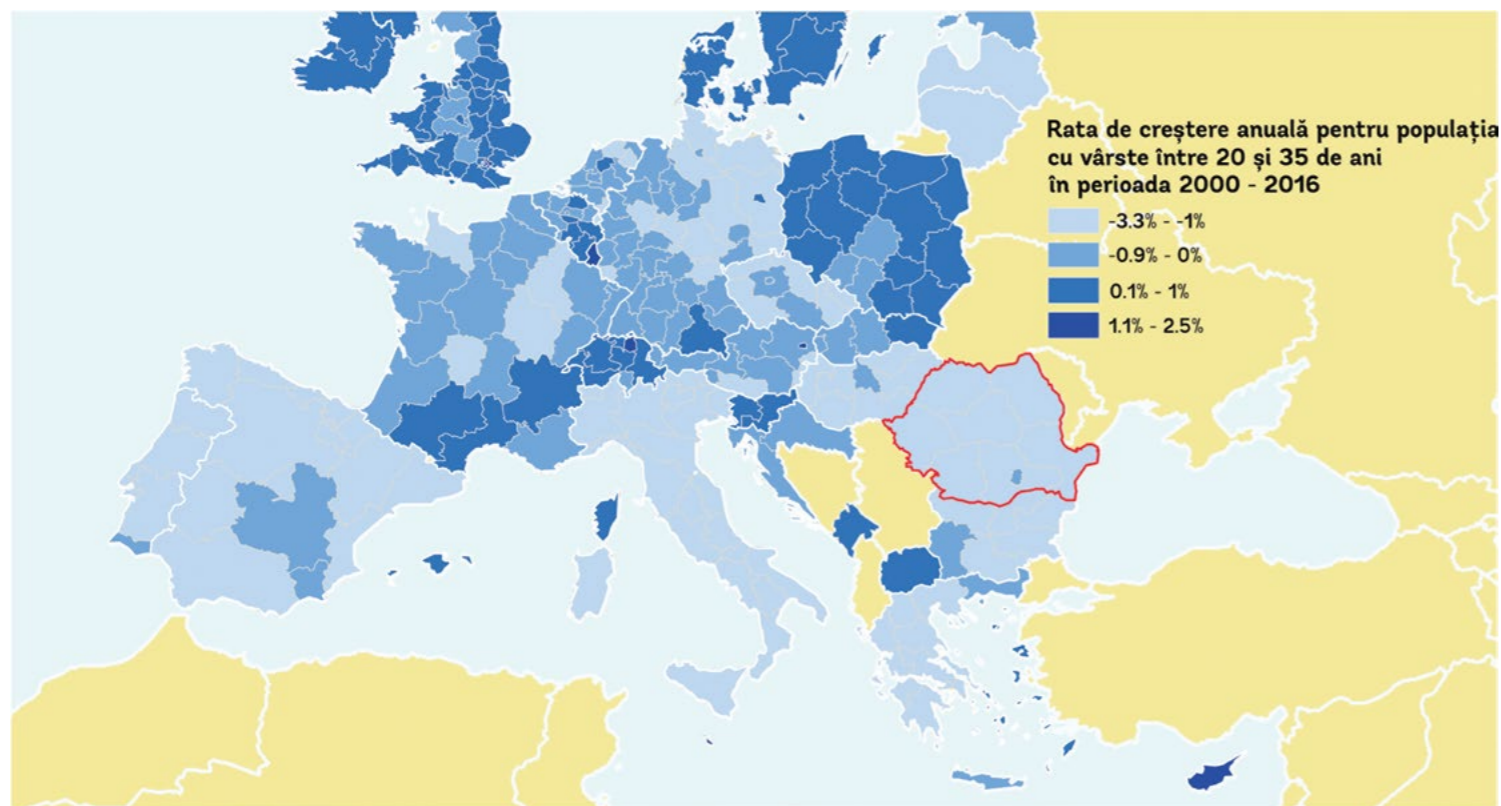 Rata de creștere anuală pentru populația
cu vârste între 20 și 35 de ani
în perioada 2000 - 2016
-3.3% - -1%
-0.9% - 0%
0.1% - 1%
1.1% - 2.5%